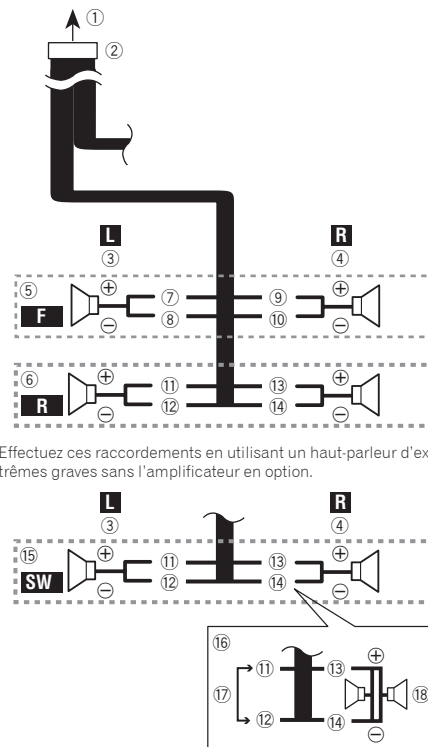 ①
②
L R
③ ④
⑤ ⊕ ⑦ ⑨ ⊕
F ⊖ ⑧ ⑩ ⊖
⑥ ⊕ ⑪ ⑬ ⊕
R ⊖ ⑫ ⑭ ⊖
Effectuez ces raccordements en utilisant un haut-parleur d'ex
trêmes graves sans l'amplificateur en option.
L R
③ ④
⑮ ⊕ ⑪ ⑬ ⊕
SW ⊖ ⑫ ⑭ ⊖
⑯
⑪ ⑬ ⊕
⑰ ⑱
⑫ ⑭ ⊖